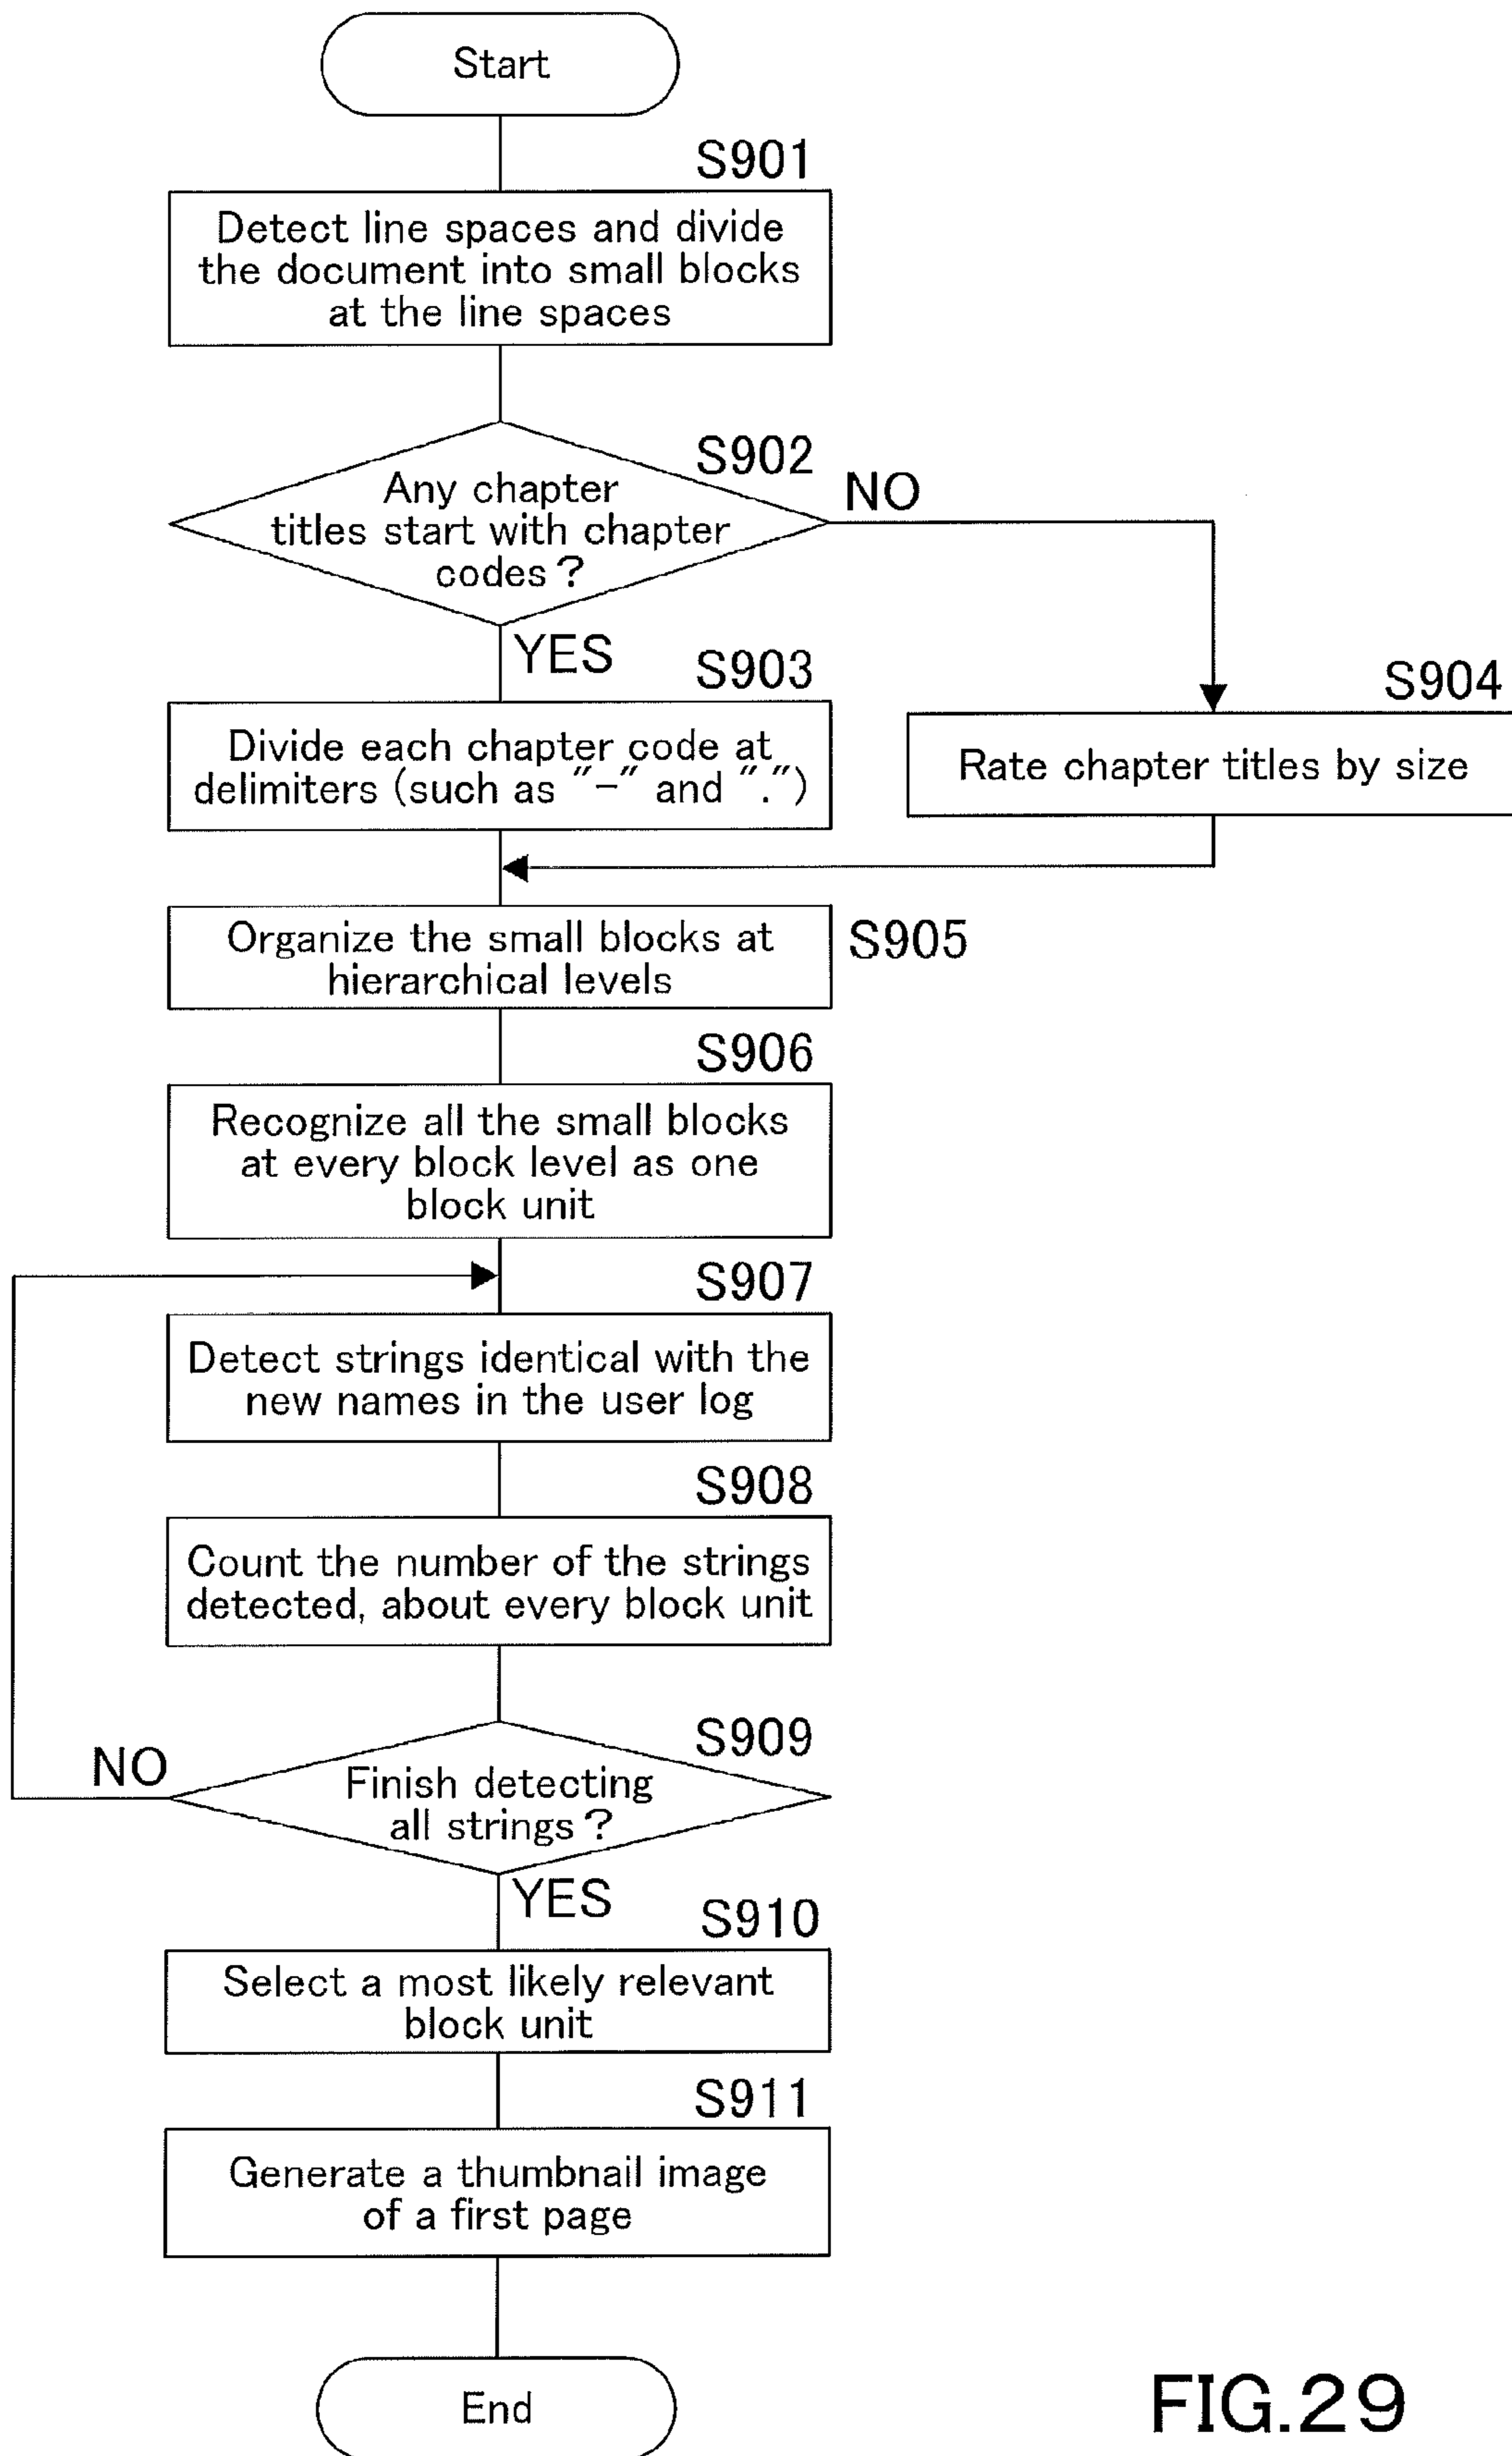 Start
S901
Detect line spaces and divide
the document into small blocks
at the line spaces
S902
Any chapter
titles start with chapter
codes?
NO
YES
S903
Divide each chapter code at
delimiters (such as "-" and ".")
S904
Rate chapter titles by size
Organize the small blocks at
hierarchical levels
S905
S906
Recognize all the small blocks
at every block level as one
block unit
S907
Detect strings identical with the
new names in the user log
S908
Count the number of the strings
detected, about every block unit
S909
NO
Finish detecting
all strings?
YES
S910
Select a most likely relevant
block unit
S911
Generate a thumbnail image
of a first page
End
FIG.29